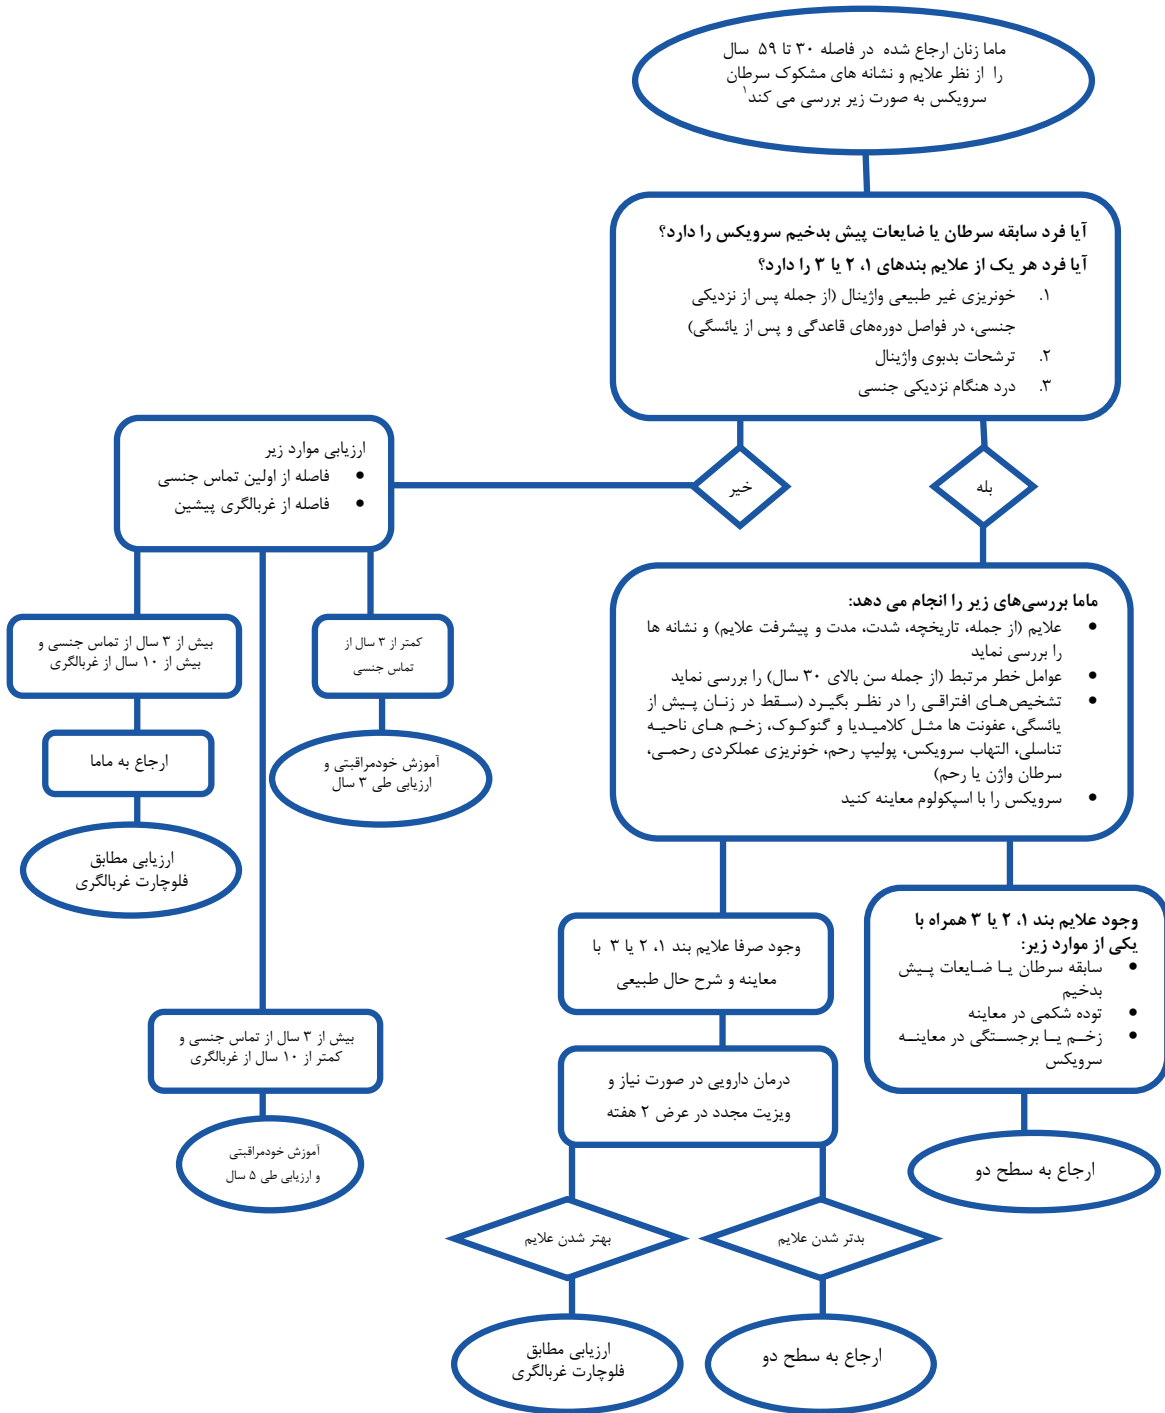 ماما زنان ارجاع شده در فاصله ۳۰ تا ۵۹ سال
را از نظر علایم و نشانه های مشکوک سرطان
سرویکس به صورت زیر بررسی می کند۱
آیا فرد سابقه سرطان یا ضایعات پیش بدخیم سرویکس را دارد؟
آیا فرد هر یک از علایم بندهای ۱، ۲ یا ۳ را دارد؟
۱. خونریزی غیر طبیعی واژینال (از جمله پس از نزدیکی
جنسی، در فواصل دوره‌های قاعدگی و پس از یائسگی)
۲. ترشحات بدبوی واژینال
۳. درد هنگام نزدیکی جنسی
بله
خیر
ارزیابی موارد زیر
• فاصله از اولین تماس جنسی
• فاصله از غربالگری پیشین
کمتر از ۳ سال از
تماس جنسی
آموزش خودمراقبتی و
ارزیابی طی ۳ سال
بیش از ۳ سال از تماس جنسی و
بیش از ۱۰ سال از غربالگری
ارجاع به ماما
ارزیابی مطابق
فلوچارت غربالگری
بیش از ۳ سال از تماس جنسی و
کمتر از ۱۰ سال از غربالگری
آموزش خودمراقبتی
و ارزیابی طی ۵ سال
ماما بررسی‌های زیر را انجام می دهد:
• علایم (از جمله، تاریخچه، شدت، مدت و پیشرفت علایم) و نشانه ها
را بررسی نماید
• عوامل خطر مرتبط (از جمله سن بالای ۳۰ سال) را بررسی نماید
• تشخیص‌های افتراقی را در نظر بگیرد (سقط در زنان پیش از
یائسگی، عفونت ها مثل کلامیدیا و گنوکوک، زخم های ناحیه
تناسلی، التهاب سرویکس، پولیپ رحم، خونریزی عملکردی رحمی،
سرطان واژن یا رحم)
• سرویکس را با اسپکولوم معاینه کنید
وجود علایم بند ۱، ۲ یا ۳ همراه با
یکی از موارد زیر:
• سابقه سرطان یا ضایعات پیش
بدخیم
• توده شکمی در معاینه
• زخم یا برجستگی در معاینه
سرویکس
ارجاع به سطح دو
وجود صرفا علایم بند ۱، ۲ یا ۳ با
معاینه و شرح حال طبیعی
درمان دارویی در صورت نیاز و
ویزیت مجدد در عرض ۲ هفته
بدتر شدن علایم
بهتر شدن علایم
ارجاع به سطح دو
ارزیابی مطابق
فلوچارت غربالگری